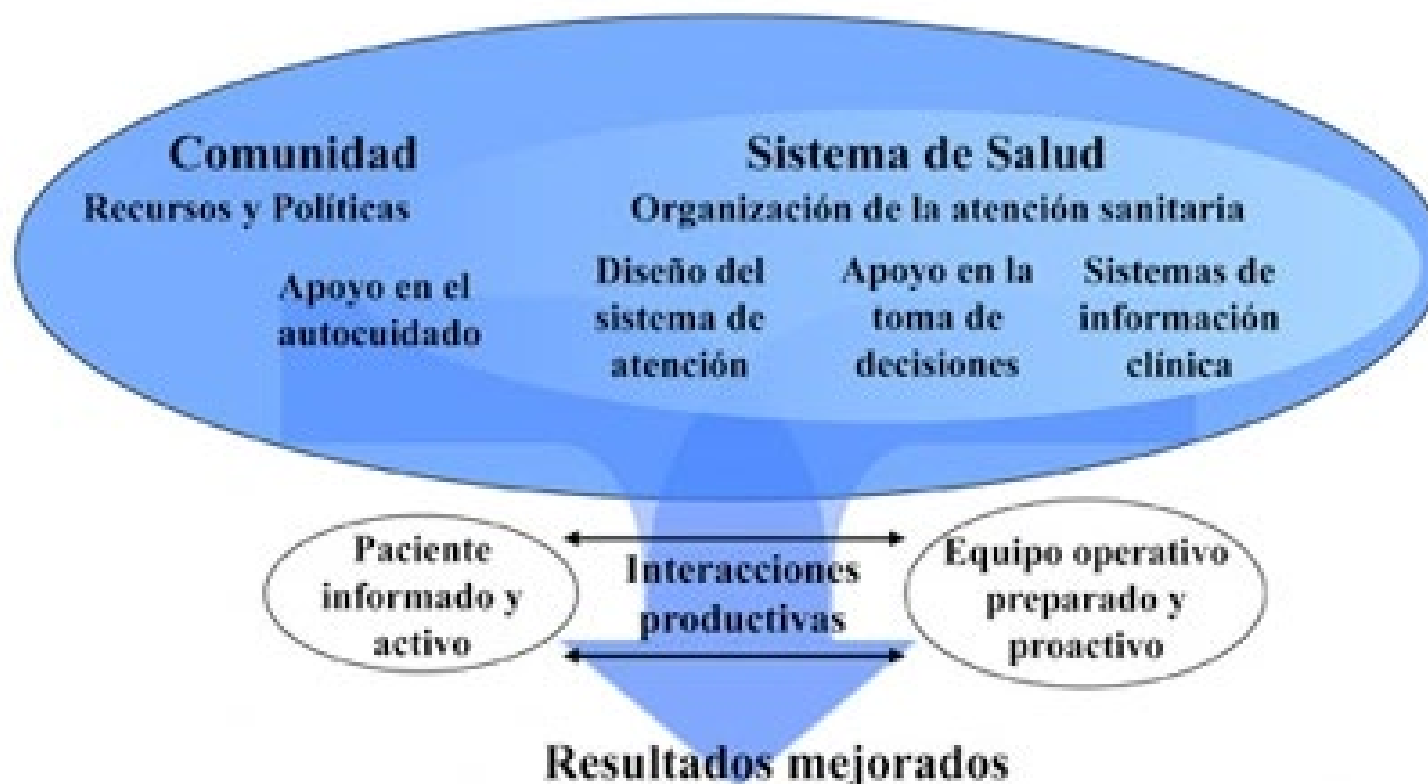 Comunidad
Recursos y Políticas
Sistema de Salud
Organización de la atención sanitaria
Apoyo en el
autocuidado
Diseño del
sistema de
atención
Apoyo en la
toma de
decisiones
Sistemas de
información
clínica
Paciente
informado y
activo
Interacciones
productivas
Equipo operativo
preparado y
proactivo
Resultados mejorados